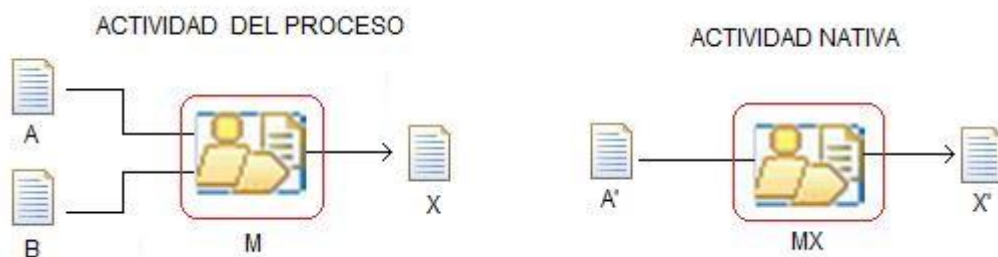 ACTIVIDAD DEL PROCESO
A
B
M
X
ACTIVIDAD NATIVA
A'
MX
X'